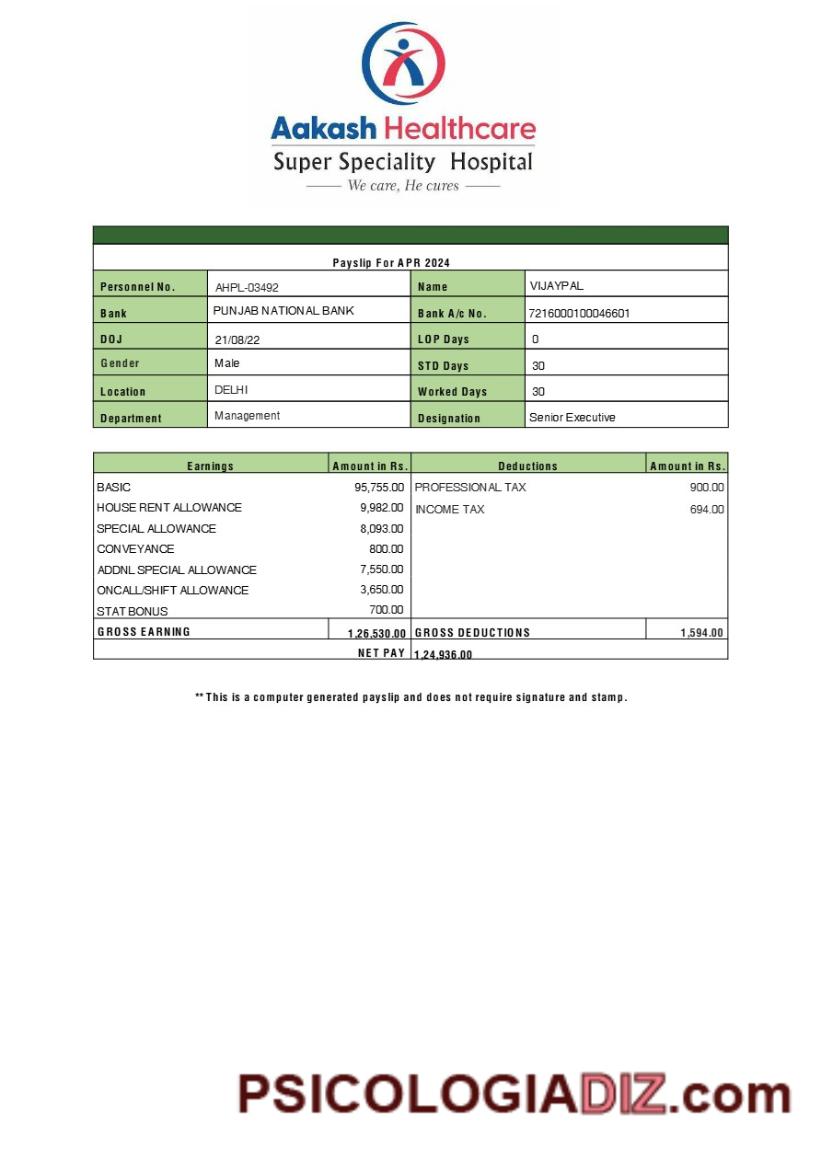 Aakash Healthcare
Super Speciality Hospital
We care, He cures
Payslip For APR 2024
Personnel No. AHPL-03492 Name VIJAYPAL
Bank PUNJAB NATIONAL BANK Bank A/c No. 7216000100046601
DOJ 21/08/22 LOP Days 0
Gender Male STD Days 30
Location DELHI Worked Days 30
Department Management Designation Senior Executive
Earnings Amount in Rs. Deductions Amount in Rs.
BASIC 95,755.00 PROFESSIONAL TAX 900.00
HOUSE RENT ALLOWANCE 9,982.00 INCOME TAX 694.00
SPECIAL ALLOWANCE 8,093.00
CONVEYANCE 800.00
ADDNL SPECIAL ALLOWANCE 7,550.00
ONCALL/SHIFT ALLOWANCE 3,650.00
STAT BONUS 700.00
GROSS EARNING 1,26,530.00 GROSS DEDUCTIONS 1,594.00
NET PAY 1,24,936.00
** This is a computer generated payslip and does not require signature and stamp.
PSICOLOGIADIZ.com